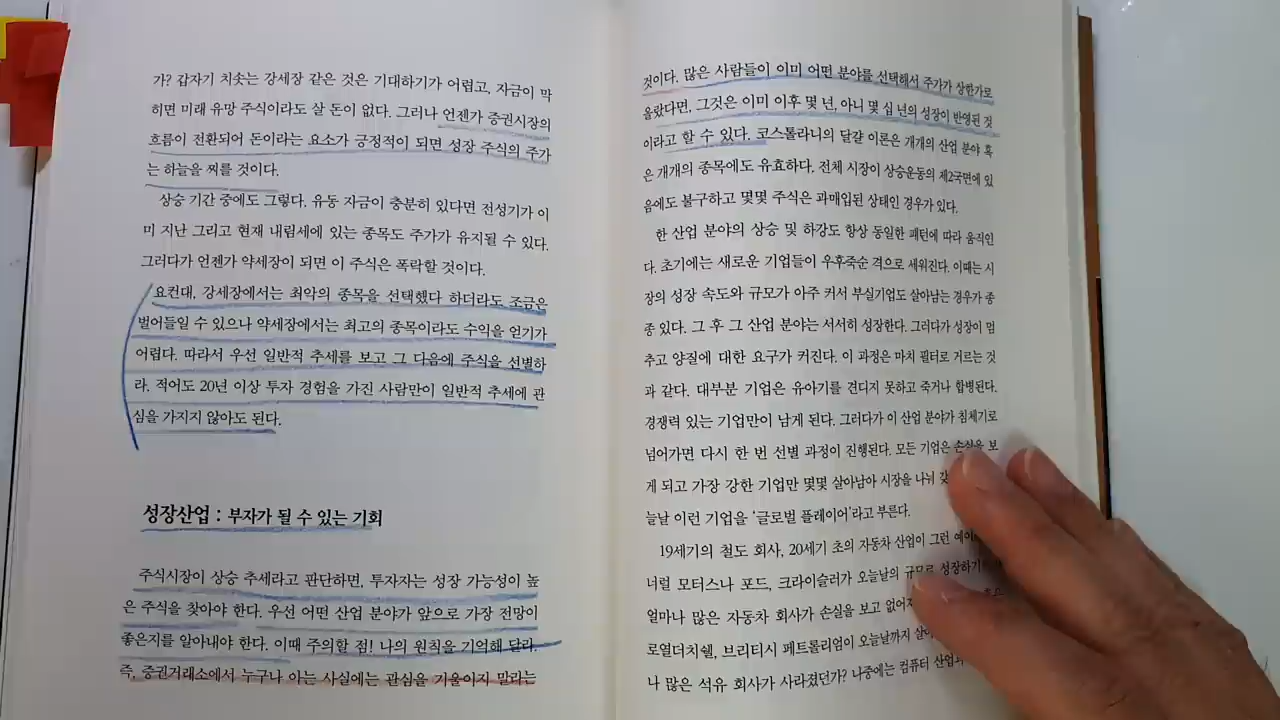 가? 갑자기 치솟는 강세장 같은 것은 기대하기가 어렵고, 자금이 막
히면 미래 유망 주식이라도 살 돈이 없다. 그러나 언젠가 증권시장의
흐름이 전환되어 돈이라는 요소가 긍정적이 되면 성장 주식의 주가
는 하늘을 찌를 것이다.
상승 기간 중에도 그렇다. 유동 자금이 충분히 있다면 전성기가 이
미 지난 그리고 현재 내림세에 있는 종목도 주가가 유지될 수 있다.
그러다가 언젠가 약세장이 되면 이 주식은 폭락할 것이다.
요컨대, 강세장에서는 최악의 종목을 선택했다 하더라도 조금은
벌어들일 수 있으나 약세장에서는 최고의 종목이라도 수익을 얻기가
어렵다. 따라서 우선 일반적 추세를 보고 그 다음에 주식을 선별하
라. 적어도 20년 이상 투자 경험을 가진 사람만이 일반적 추세에 관
심을 가지지 않아도 된다.
성장산업 : 부자가 될 수 있는 기회
주식시장이 상승 추세라고 판단하면, 투자자는 성장 가능성이 높
은 주식을 찾아야 한다. 우선 어떤 산업 분야가 앞으로 가장 전망이
좋은지를 알아내야 한다. 이때 주의할 점! 나의 원칙을 기억해 달라.
즉, 증권거래소에서 누구나 아는 사실에는 관심을 기울이지 말라는
것이다. 많은 사람들이 이미 어떤 분야를 선택해서 주가가 상한가로
올랐다면, 그것은 이미 이후 몇 년, 아니 몇 십 년의 성장이 반영된 것
이라고 할 수 있다. 코스톨라니의 달걀 이론은 개개의 산업 분야 혹
은 개개의 종목에도 유효하다. 전체 시장이 상승운동의 제2국면에 있
음에도 불구하고 몇몇 주식은 과매입된 상태인 경우가 있다.
한 산업 분야의 상승 및 하강도 항상 동일한 패턴에 따라 움직인
다. 초기에는 새로운 기업들이 우후죽순 격으로 세워진다. 이때는 시
장의 성장 속도와 규모가 아주 커서 부실기업도 살아남는 경우가 종
종 있다. 그 후 그 산업 분야는 서서히 성장한다. 그러다가 성장이 멈
추고 양질에 대한 요구가 커진다. 이 과정은 마치 필터로 거르는 것
과 같다. 대부분 기업은 유아기를 견디지 못하고 죽거나 합병된다.
경쟁력 있는 기업만이 남게 된다. 그러다가 이 산업 분야가 침체기로
넘어가면 다시 한 번 선별 과정이 진행된다. 모든 기업은 손실을 보
게 되고 가장 강한 기업만 몇몇 살아남아 시장을 나눠
늘날 이런 기업을 '글로벌 플레이어'라고 부른다.
19세기의 철도 회사, 20세기 초의 자동차 산업이 그런
너럴 모터스나 포드, 크라이슬러가 오늘날의 규모로 성장하기
얼마나 많은 자동차 회사가 손실을 보고
로열더치쉘, 브리티시 페트롤리엄이 오늘날까지
나 많은 석유 회사가 사라졌던가? 나중에는 컴퓨터